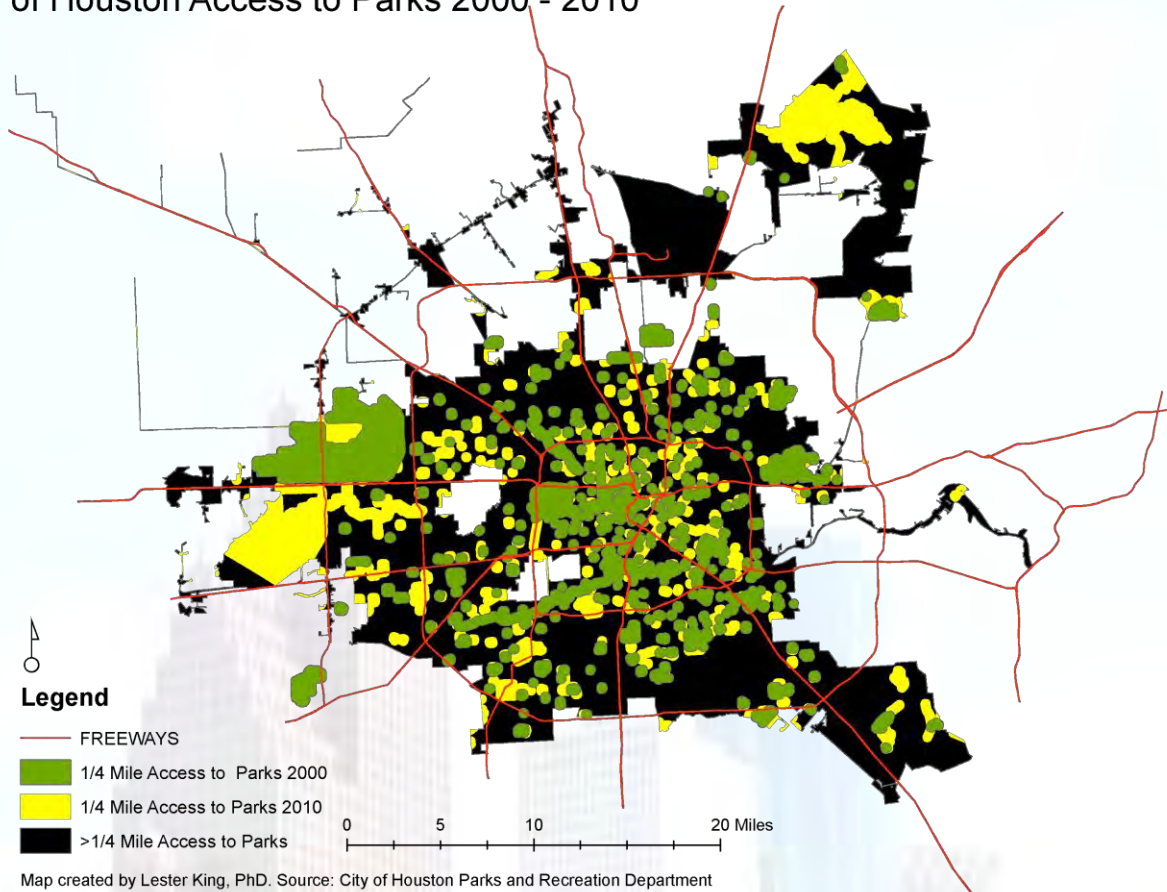 of Houston Access to Parks 2000 - 2010
Legend
FREEWAYS
1/4 Mile Access to Parks 2000
1/4 Mile Access to Parks 2010
>1/4 Mile Access to Parks
0 5 10 20 Miles
Map created by Lester King, PhD. Source: City of Houston Parks and Recreation Department